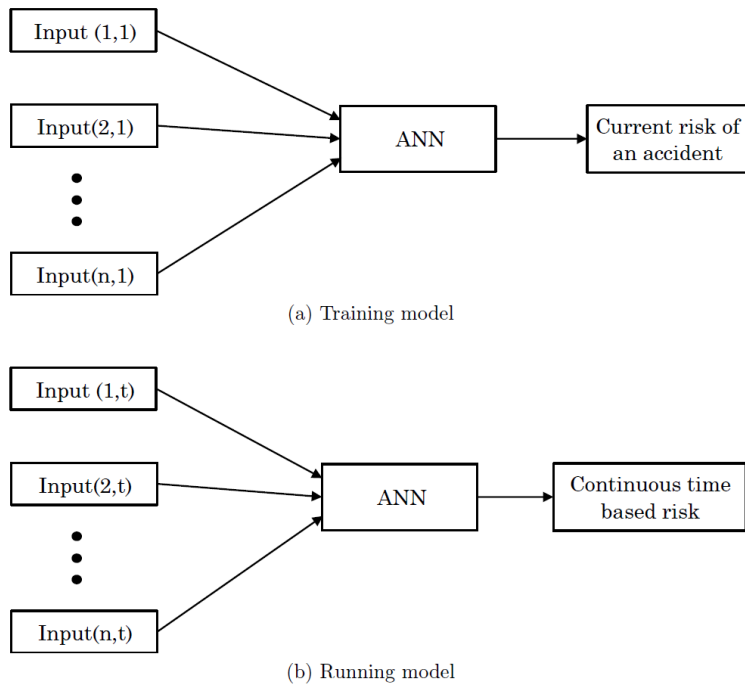 Input (1,1)
Input(2,1)
Input(n,1)
ANN
Current risk of
an accident
(a) Training model
Input (1,t)
Input(2,t)
Input(n,t)
ANN
Continuous time
based risk
(b) Running model